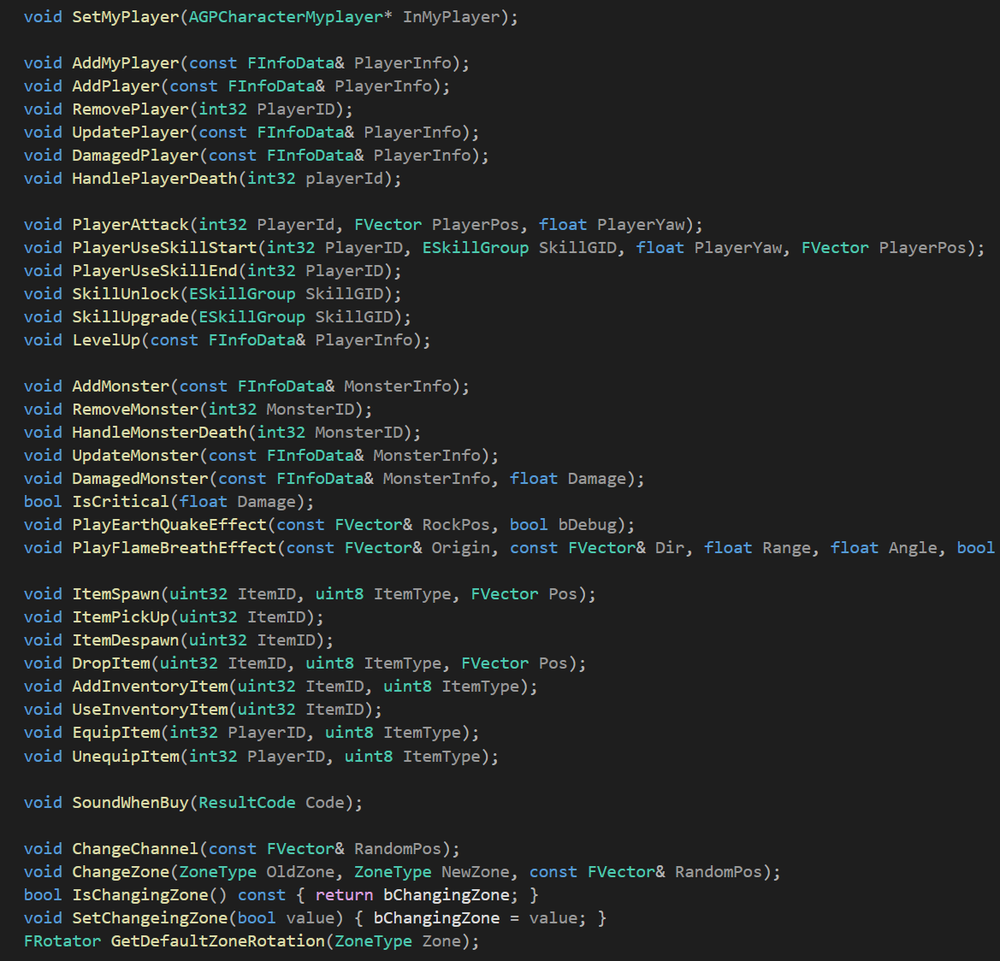 void SetMyPlayer(AGPCharacterMyplayer* InMyPlayer);
void AddMyPlayer(const FInfoData& PlayerInfo);
void AddPlayer(const FInfoData& PlayerInfo);
void RemovePlayer(int32 PlayerID);
void UpdatePlayer(const FInfoData& PlayerInfo);
void DamagedPlayer(const FInfoData& PlayerInfo);
void HandlePlayerDeath(int32 playerId);
void PlayerAttack(int32 PlayerId, FVector PlayerPos, float PlayerYaw);
void PlayerUseSkillStart(int32 PlayerID, ESkillGroup SkillGID, float PlayerYaw, FVector PlayerPos);
void PlayerUseSkillEnd(int32 PlayerID);
void SkillUnlock(ESkillGroup SkillGID);
void SkillUpgrade(ESkillGroup SkillGID);
void LevelUp(const FInfoData& PlayerInfo);
void AddMonster(const FInfoData& MonsterInfo);
void RemoveMonster(int32 MonsterID);
void HandleMonsterDeath(int32 MonsterID);
void UpdateMonster(const FInfoData& MonsterInfo);
void DamagedMonster(const FInfoData& MonsterInfo, float Damage);
bool IsCritical(float Damage);
void PlayEarthQuakeEffect(const FVector& RockPos, bool bDebug);
void PlayFlameBreathEffect(const FVector& Origin, const FVector& Dir, float Range, float Angle, bool
void ItemSpawn(uint32 ItemID, uint8 ItemType, FVector Pos);
void ItemPickUp(uint32 ItemID);
void ItemDespawn(uint32 ItemID);
void DropItem(uint32 ItemID, uint8 ItemType, FVector Pos);
void AddInventoryItem(uint32 ItemID, uint8 ItemType);
void UseInventoryItem(uint32 ItemID);
void EquipItem(int32 PlayerID, uint8 ItemType);
void UnequipItem(int32 PlayerID, uint8 ItemType);
void SoundWhenBuy(ResultCode Code);
void ChangeChannel(const FVector& RandomPos);
void ChangeZone(ZoneType OldZone, ZoneType NewZone, const FVector& RandomPos);
bool IsChangingZone() const { return bChangingZone; }
void SetChangeingZone(bool value) { bChangingZone = value; }
FRotator GetDefaultZoneRotation(ZoneType Zone);